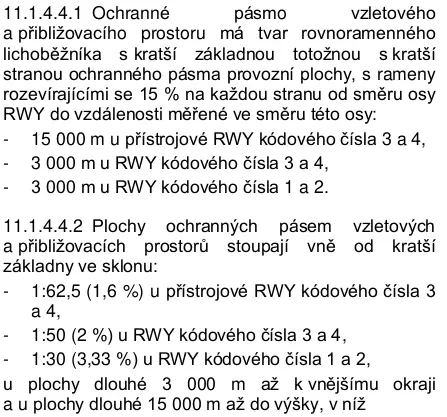 11.1.4.4.1 Ochranné pásmo vzletového
a přibližovacího prostoru má tvar rovnoramenného
lichoběžníka s kratší základnou totožnou s kratší
stranou ochranného pásma provozní plochy, s rameny
rozevírajícími se 15 % na každou stranu od směru osy
RWY do vzdálenosti měřené ve směru této osy:
- 15 000 m u přístrojové RWY kódového čísla 3 a 4,
- 3 000 m u RWY kódového čísla 3 a 4,
- 3 000 m u RWY kódového čísla 1 a 2.
11.1.4.4.2 Plochy ochranných pásem vzletových
a přibližovacích prostorů stoupají vně od kratší
základny ve sklonu:
- 1:62,5 (1,6 %) u přístrojové RWY kódového čísla 3
a 4,
- 1:50 (2 %) u RWY kódového čísla 3 a 4,
- 1:30 (3,33 %) u RWY kódového čísla 1 a 2,
u plochy dlouhé 3 000 m až k vnějšímu okraji
a u plochy dlouhé 15 000 m až do výšky, v níž